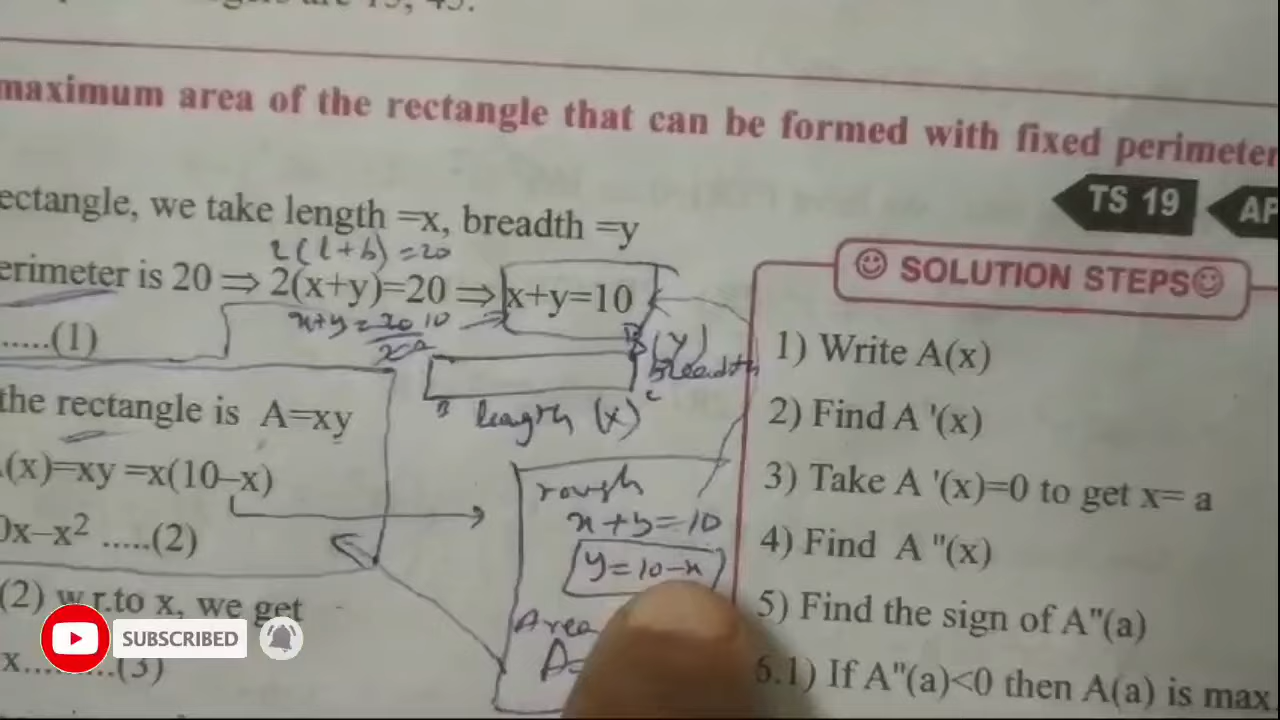 maximum area of the rectangle that can be formed with fixed perimeter
TS 19
AP
ectangle, we take length =x, breadth =y
2(l+b)=20
erimeter is 20 ⇒ 2(x+y)=20 ⇒ x+y=10
x+y=
.....(1)
(y)
breadth
length (x)
the rectangle is A=xy
(x)=xy =x(10–x)
0x–x² .....(2)
(2) w.r.to x, we get
(3)
rough
x+y=10
y=10-x
Area
A=
☺ SOLUTION STEPS ☺
1) Write A(x)
2) Find A '(x)
3) Take A '(x)=0 to get x= a
4) Find A "(x)
5) Find the sign of A"(a)
6.1) If A"(a)<0 then A(a) is max
SUBSCRIBED